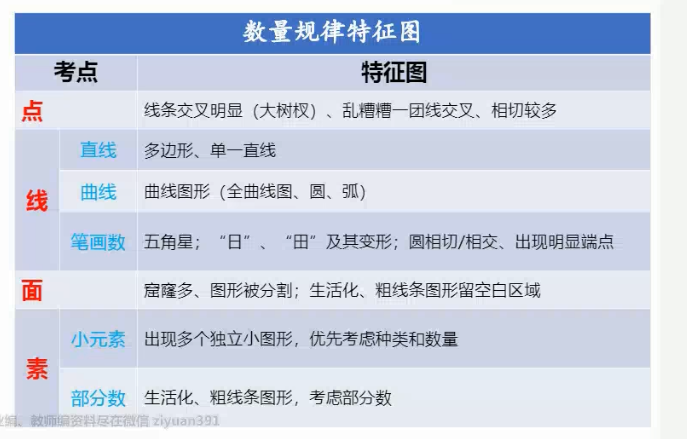 数量规律特征图
考点 特征图
点 线条交叉明显（大树杈）、乱糟糟一团线交叉、相切较多
线 直线 多边形、单一直线
曲线 曲线图形（全曲线图、圆、弧）
笔画数 五角星；“日”、“田”及其变形；圆相切/相交、出现明显端点
面 窟窿多、图形被分割；生活化、粗线条图形留空白区域
素 小元素 出现多个独立小图形，优先考虑种类和数量
部分数 生活化、粗线条图形，考虑部分数
业编、教师编资料尽在微信 ziyuan391